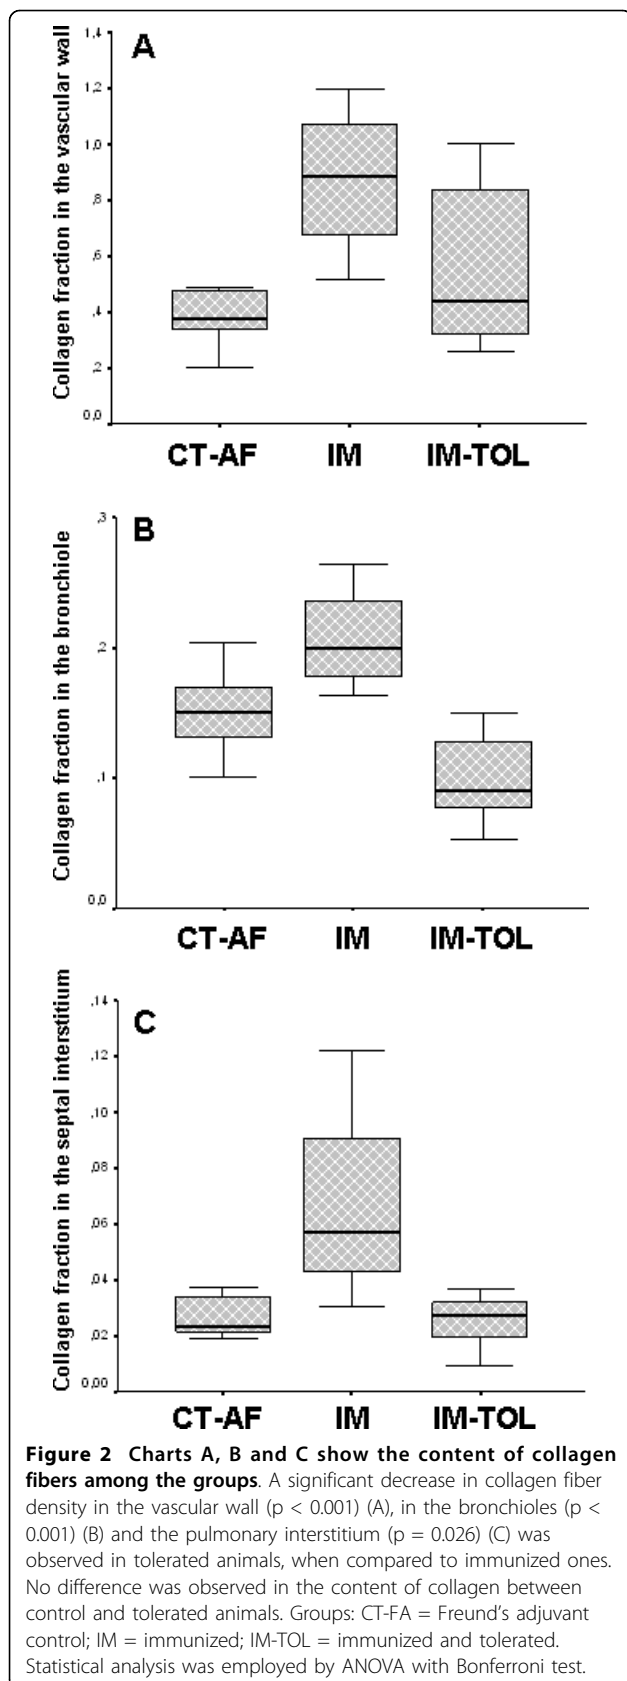 A
Collagen fraction in the vascular wall
1,4
1,2
1,0
,8
,6
,4
,2
0,0
CT-AF IM IM-TOL
B
Collagen fraction in the bronchiole
,3
,2
,1
0,0
CT-AF IM IM-TOL
C
Collagen fraction in the septal interstitium
,14
,12
,10
,08
,06
,04
,02
0,00
CT-AF IM IM-TOL
Figure 2 Charts A, B and C show the content of collagen
fibers among the groups. A significant decrease in collagen fiber
density in the vascular wall (p < 0.001) (A), in the bronchioles (p <
0.001) (B) and the pulmonary interstitium (p = 0.026) (C) was
observed in tolerated animals, when compared to immunized ones.
No difference was observed in the content of collagen between
control and tolerated animals. Groups: CT-FA = Freund's adjuvant
control; IM = immunized; IM-TOL = immunized and tolerated.
Statistical analysis was employed by ANOVA with Bonferroni test.